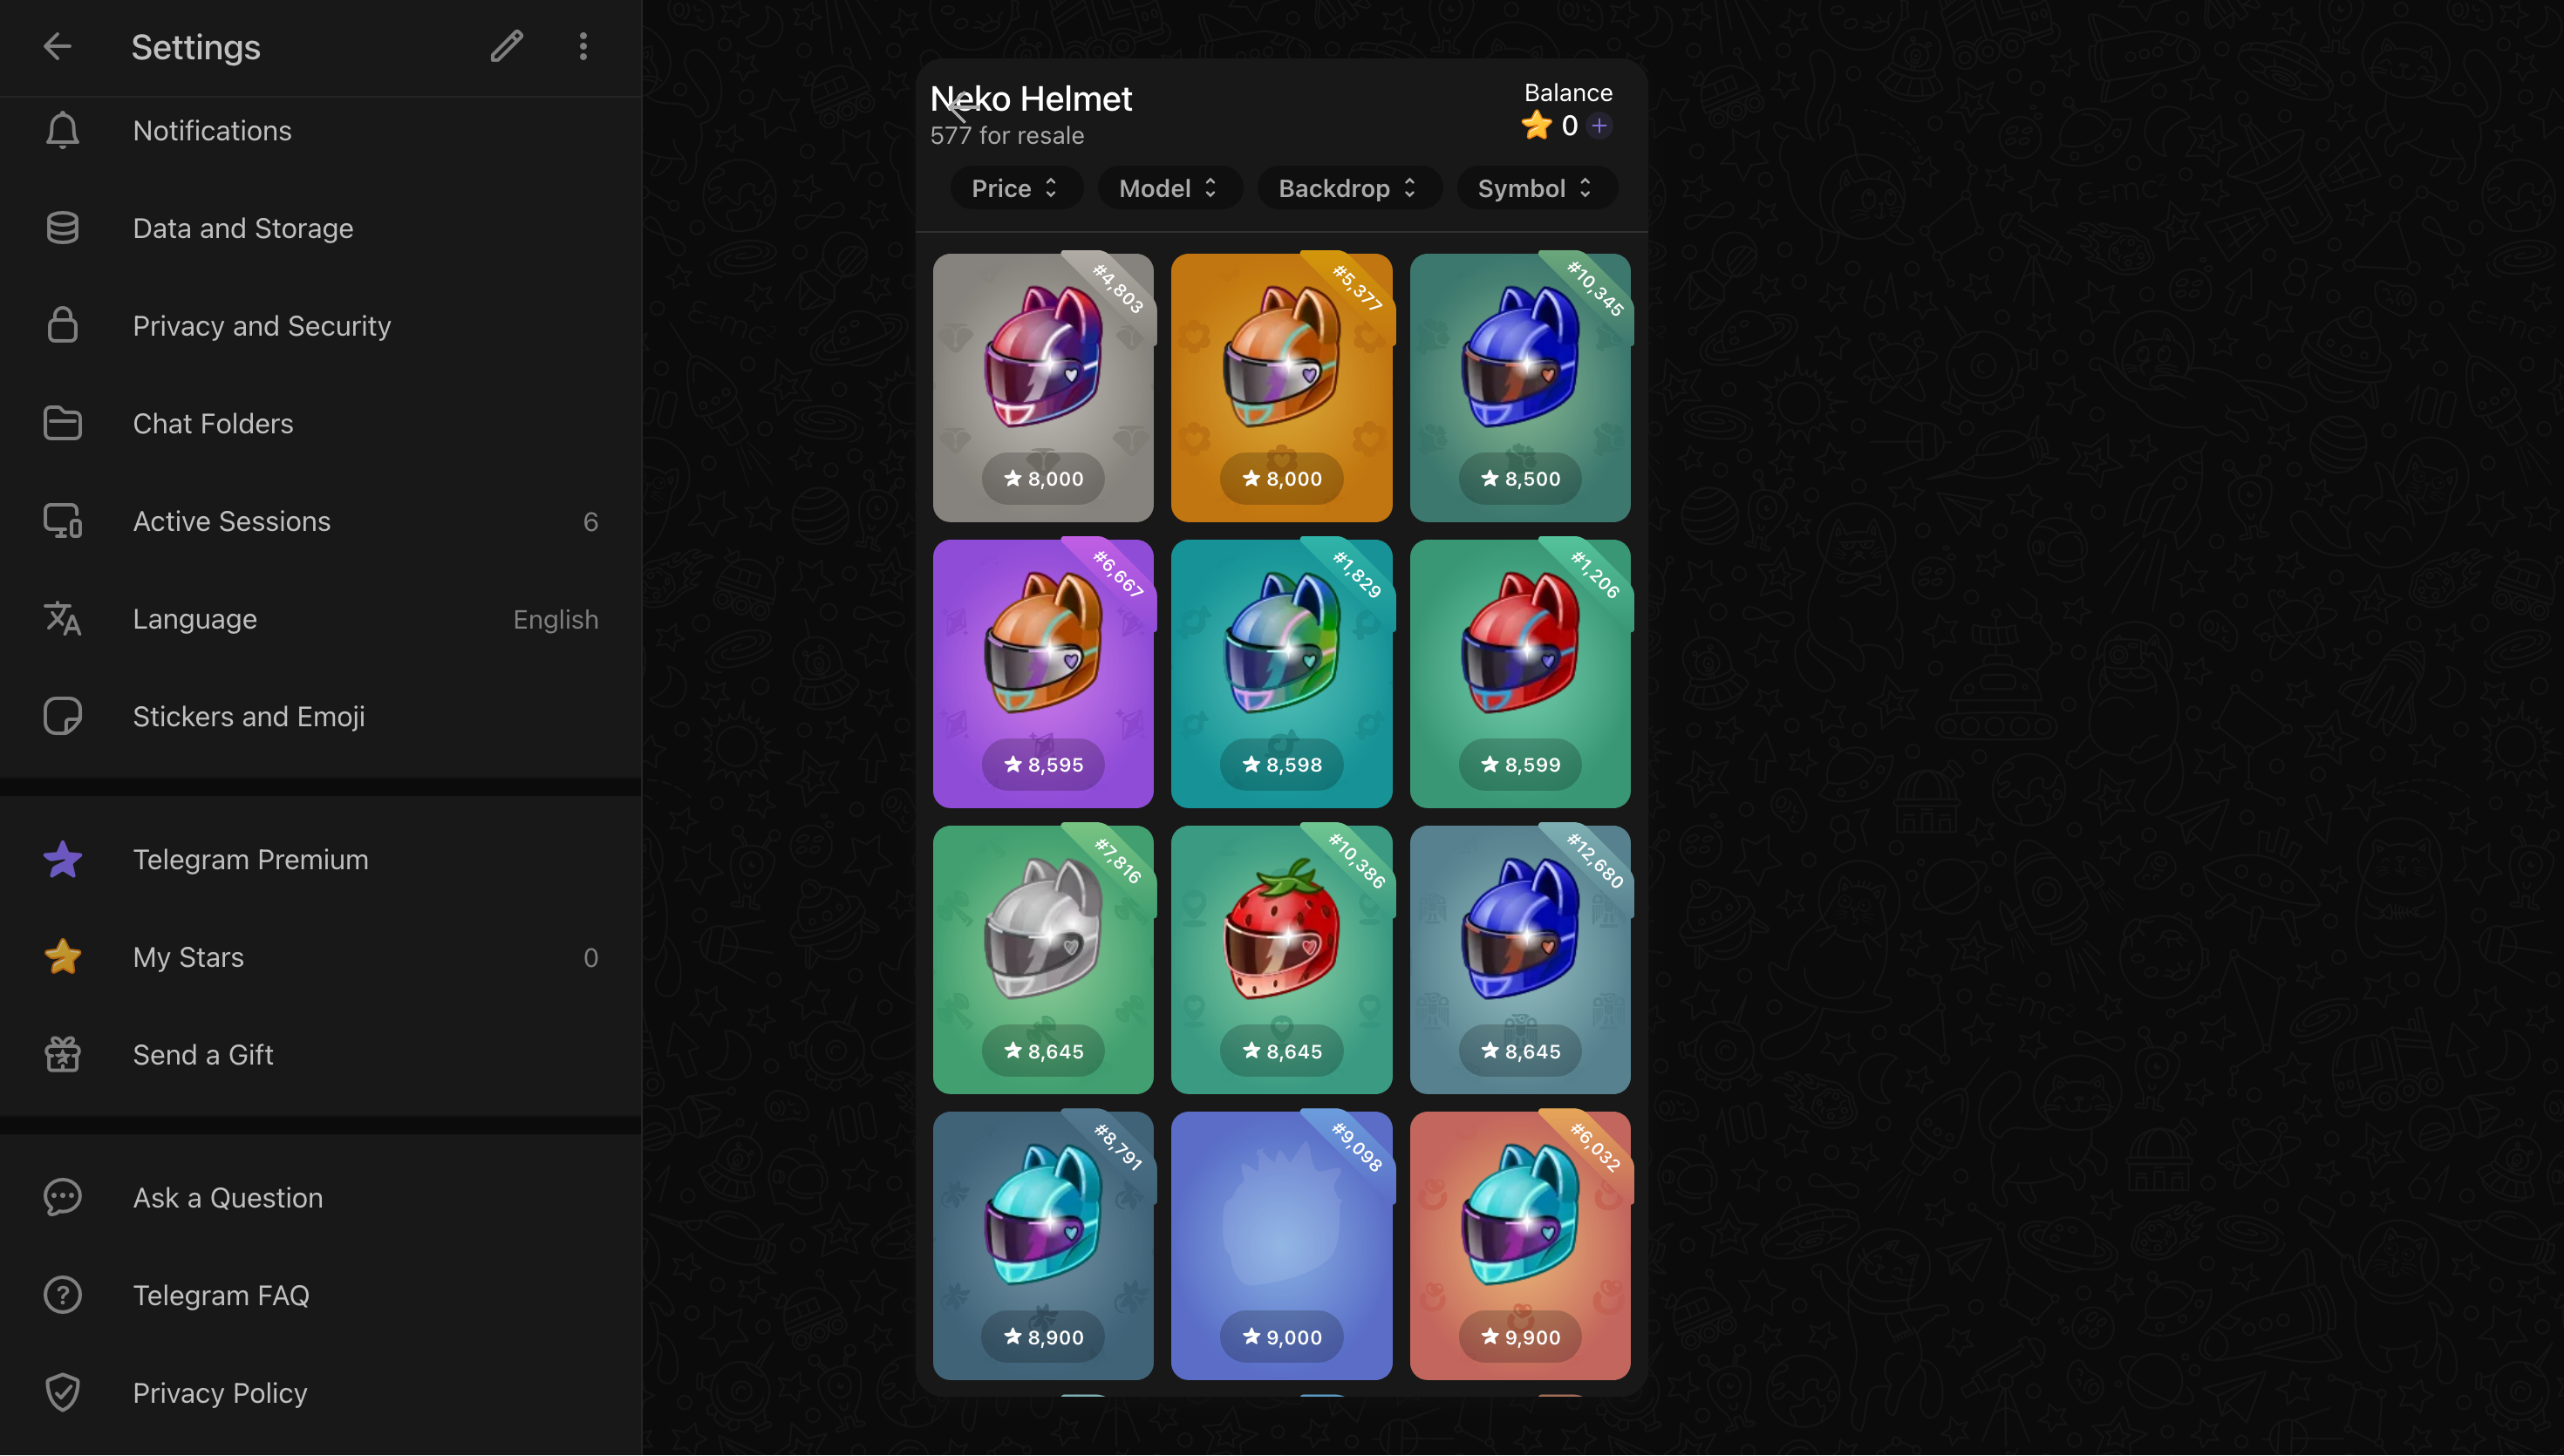 Settings
Notifications
Data and Storage
Privacy and Security
Chat Folders
Active Sessions 6
Language English
Stickers and Emoji
Telegram Premium
My Stars 0
Send a Gift
Ask a Question
Telegram FAQ
Privacy Policy
Neko Helmet
577 for resale
Balance
0 +
Price Model Backdrop Symbol
#4,803 #5,377 #10,345
8,000 8,000 8,500
#6,667 #1,829 #1,206
8,595 8,598 8,599
#7,816 #10,386 #12,680
8,645 8,645 8,645
#8,791 #9,098 #6,032
8,900 9,000 9,900